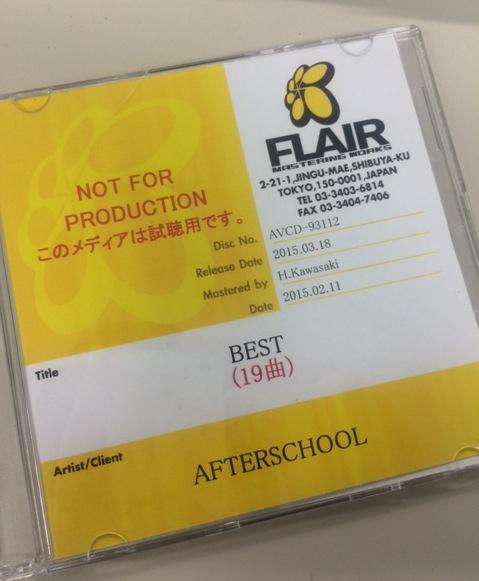 FLAIR
MASTERING WORKS
2-21-1,JINGU-MAE,SHIBUYA-KU
TOKYO,150-0001,JAPAN
TEL 03-3403-6814
FAX 03-3404-7406
NOT FOR
PRODUCTION
このメディアは試聴用です。
Disc No. AVCD-93112
Release Date 2015.03.18
Mastered by H.Kawasaki
Date 2015.02.11
Title
BEST
(19曲)
Artist/Client
AFTERSCHOOL